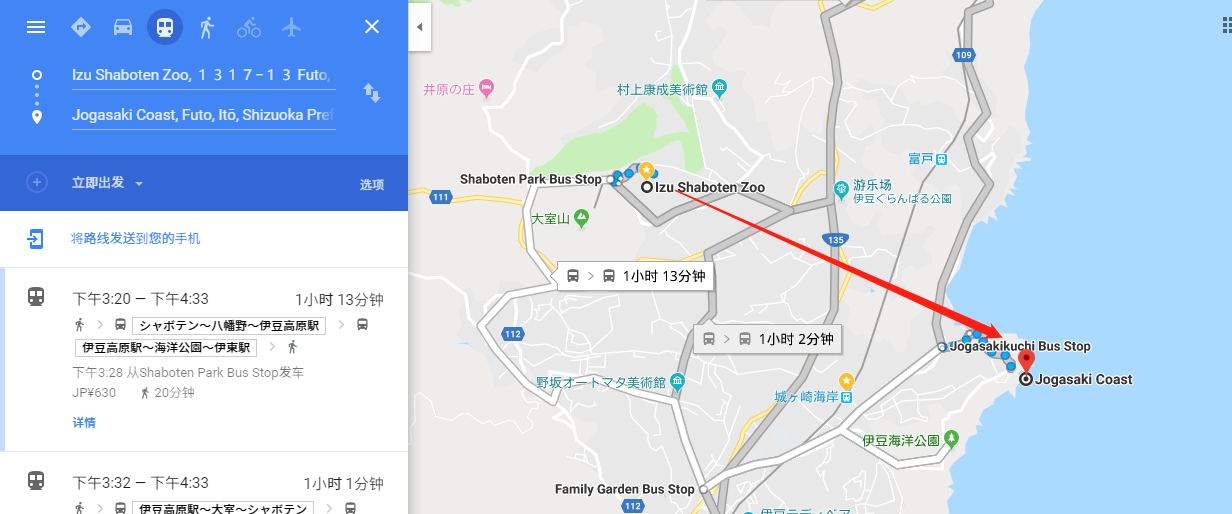 Izu Shaboten Zoo, １３１７−１３ Futo,
Jogasaki Coast, Futo, Itō, Shizuoka Pref
立即出发
选项
将路线发送到您的手机
下午3:20 — 下午4:33
1小时 13分钟
シャボテン〜八幡野〜伊豆高原駅
伊豆高原駅〜海洋公園〜伊東駅
下午3:28 从Shaboten Park Bus Stop发车
JP¥630
20分钟
详情
下午3:32 — 下午4:33
1小时 1分钟
伊豆高原駅〜大室〜シャボテン
109
井原の庄
村上康成美術館
富戸
Shaboten Park Bus Stop
Izu Shaboten Zoo
游乐场
伊豆ぐらんぱる公園
111
大室山
135
1小时 13分钟
112
1小时 2分钟
Jogasakikuchi Bus Stop
Jogasaki Coast
野坂オートマタ美術館
城ヶ崎海岸
伊豆海洋公園
Family Garden Bus Stop
112
伊豆テディベア